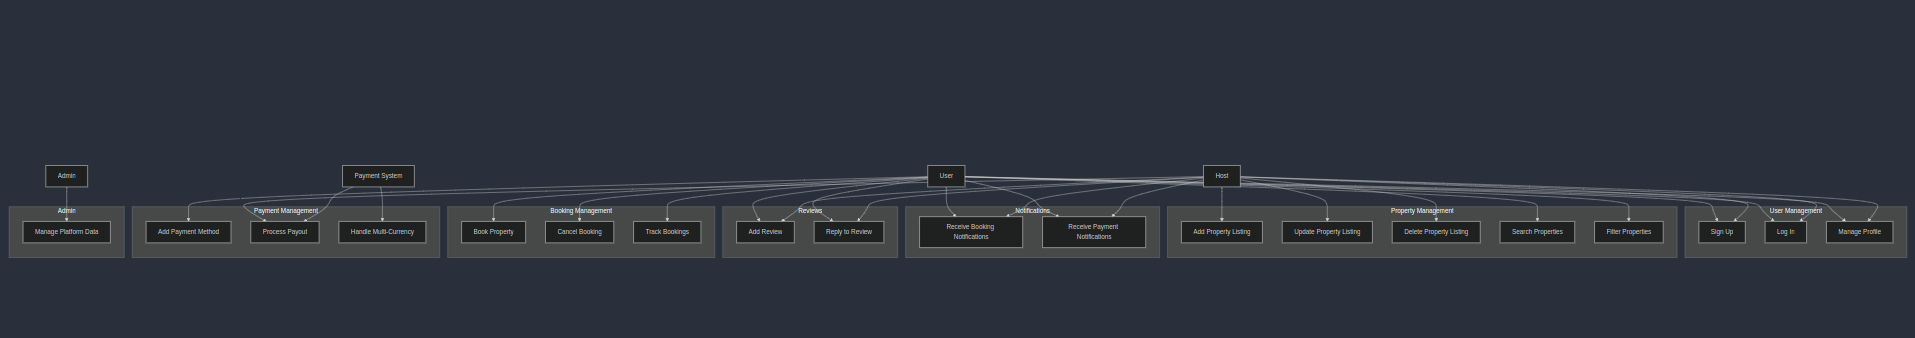 Admin
Payment System
User
Host
Admin
Payment Management
Booking Management
Reviews
Notifications
Property Management
User Management
Manage Platform Data
Add Payment Method
Process Payout
Handle Multi-Currency
Book Property
Cancel Booking
Track Bookings
Add Review
Reply to Review
Receive Booking
Notifications
Receive Payment
Notifications
Add Property Listing
Update Property Listing
Delete Property Listing
Search Properties
Filter Properties
Sign Up
Log In
Manage Profile